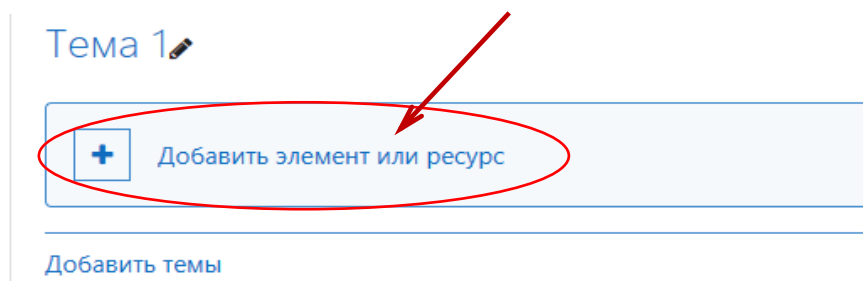 Тема 1
Добавить элемент или ресурс
Добавить темы